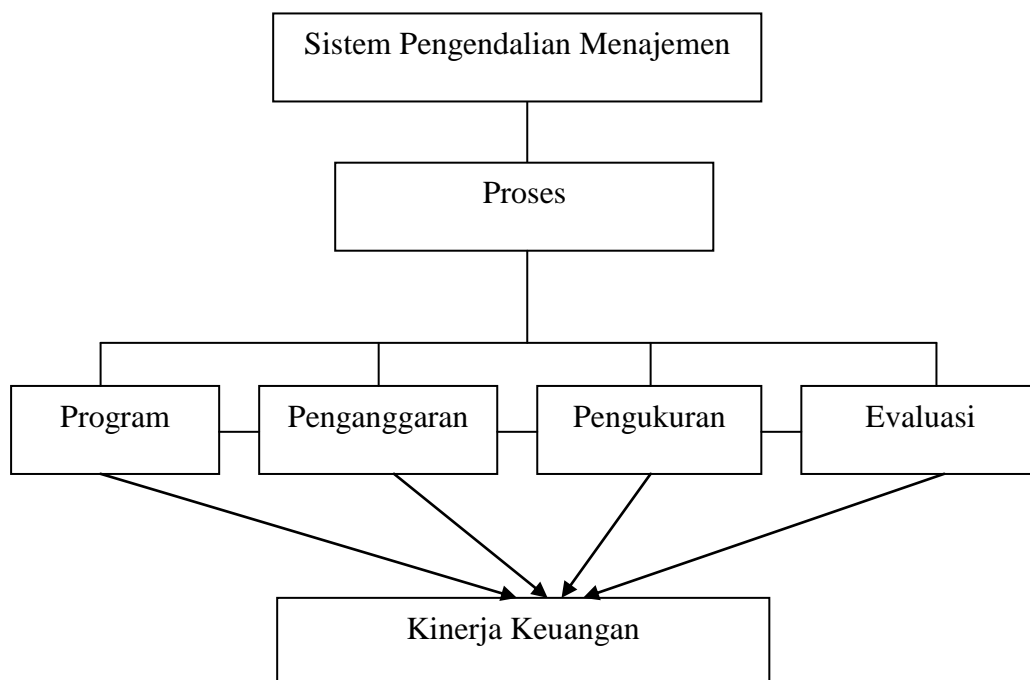 Sistem Pengendalian Menajemen
Proses
Program
Penganggaran
Pengukuran
Evaluasi
Kinerja Keuangan